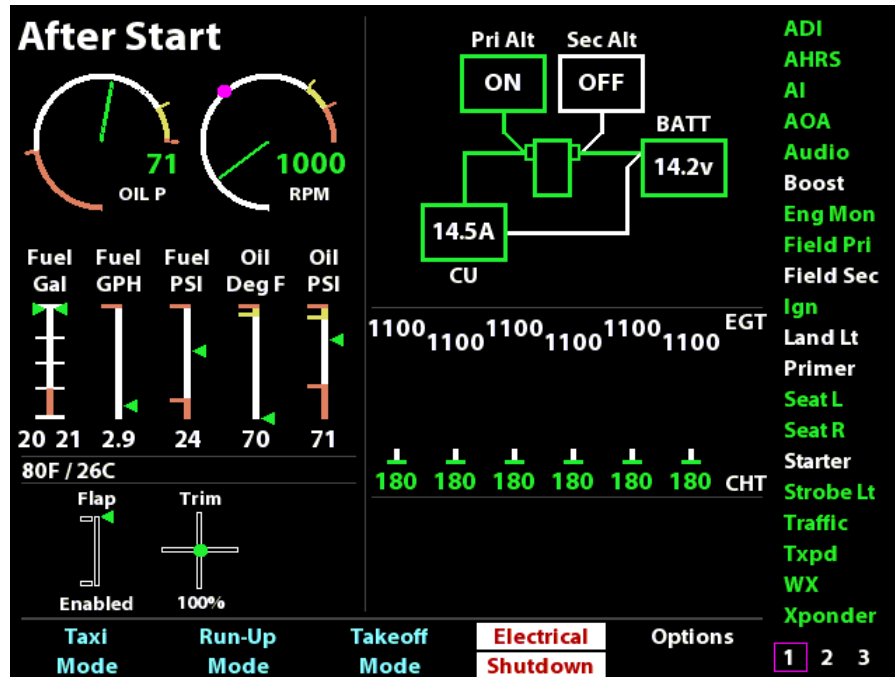 After Start
71
OIL P
1000
RPM
Fuel Gal
Fuel GPH
Fuel PSI
Oil Deg F
Oil PSI
20 21
2.9
24
70
71
80F / 26C
Flap
Enabled
Trim
100%
Pri Alt
ON
Sec Alt
OFF
BATT
14.2v
14.5A
CU
1100 1100 1100 1100 1100 1100 EGT
180 180 180 180 180 180 CHT
ADI
AHRS
AI
AOA
Audio
Boost
Eng Mon
Field Pri
Field Sec
Ign
Land Lt
Primer
Seat L
Seat R
Starter
Strobe Lt
Traffic
Txpd
WX
Xponder
Taxi Mode
Run-Up Mode
Takeoff Mode
Electrical Shutdown
Options
1 2 3